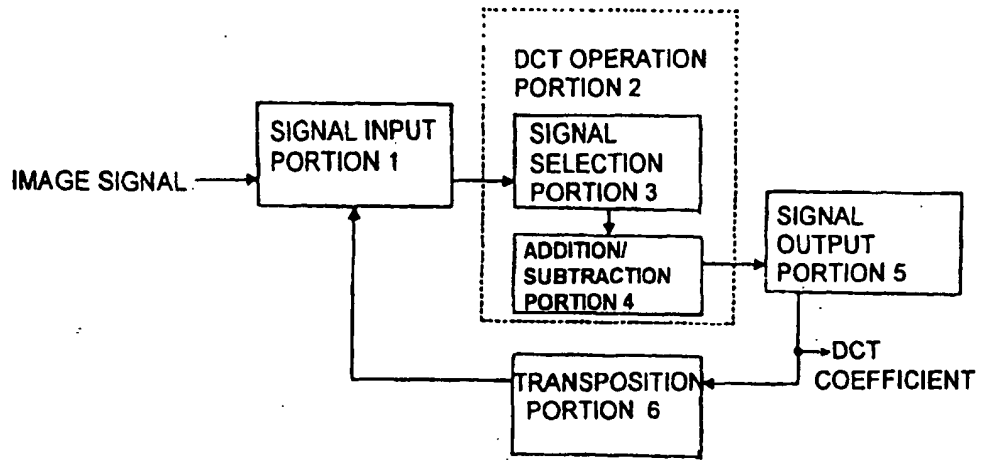 DCT OPERATION
PORTION 2
SIGNAL INPUT
PORTION 1
SIGNAL
SELECTION
PORTION 3
IMAGE SIGNAL
SIGNAL
OUTPUT
PORTION 5
ADDITION/
SUBTRACTION
PORTION 4
DCT
COEFFICIENT
TRANSPOSITION
PORTION 6